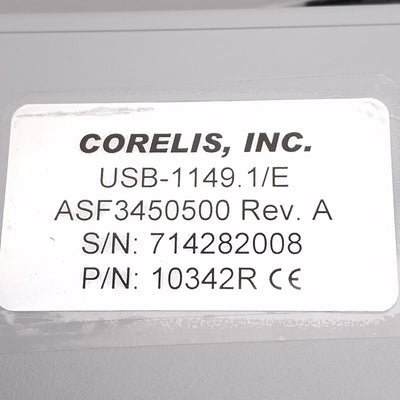 CORELIS, INC.
USB-1149.1/E
ASF3450500 Rev. A
S/N: 714282008
P/N: 10342R CE